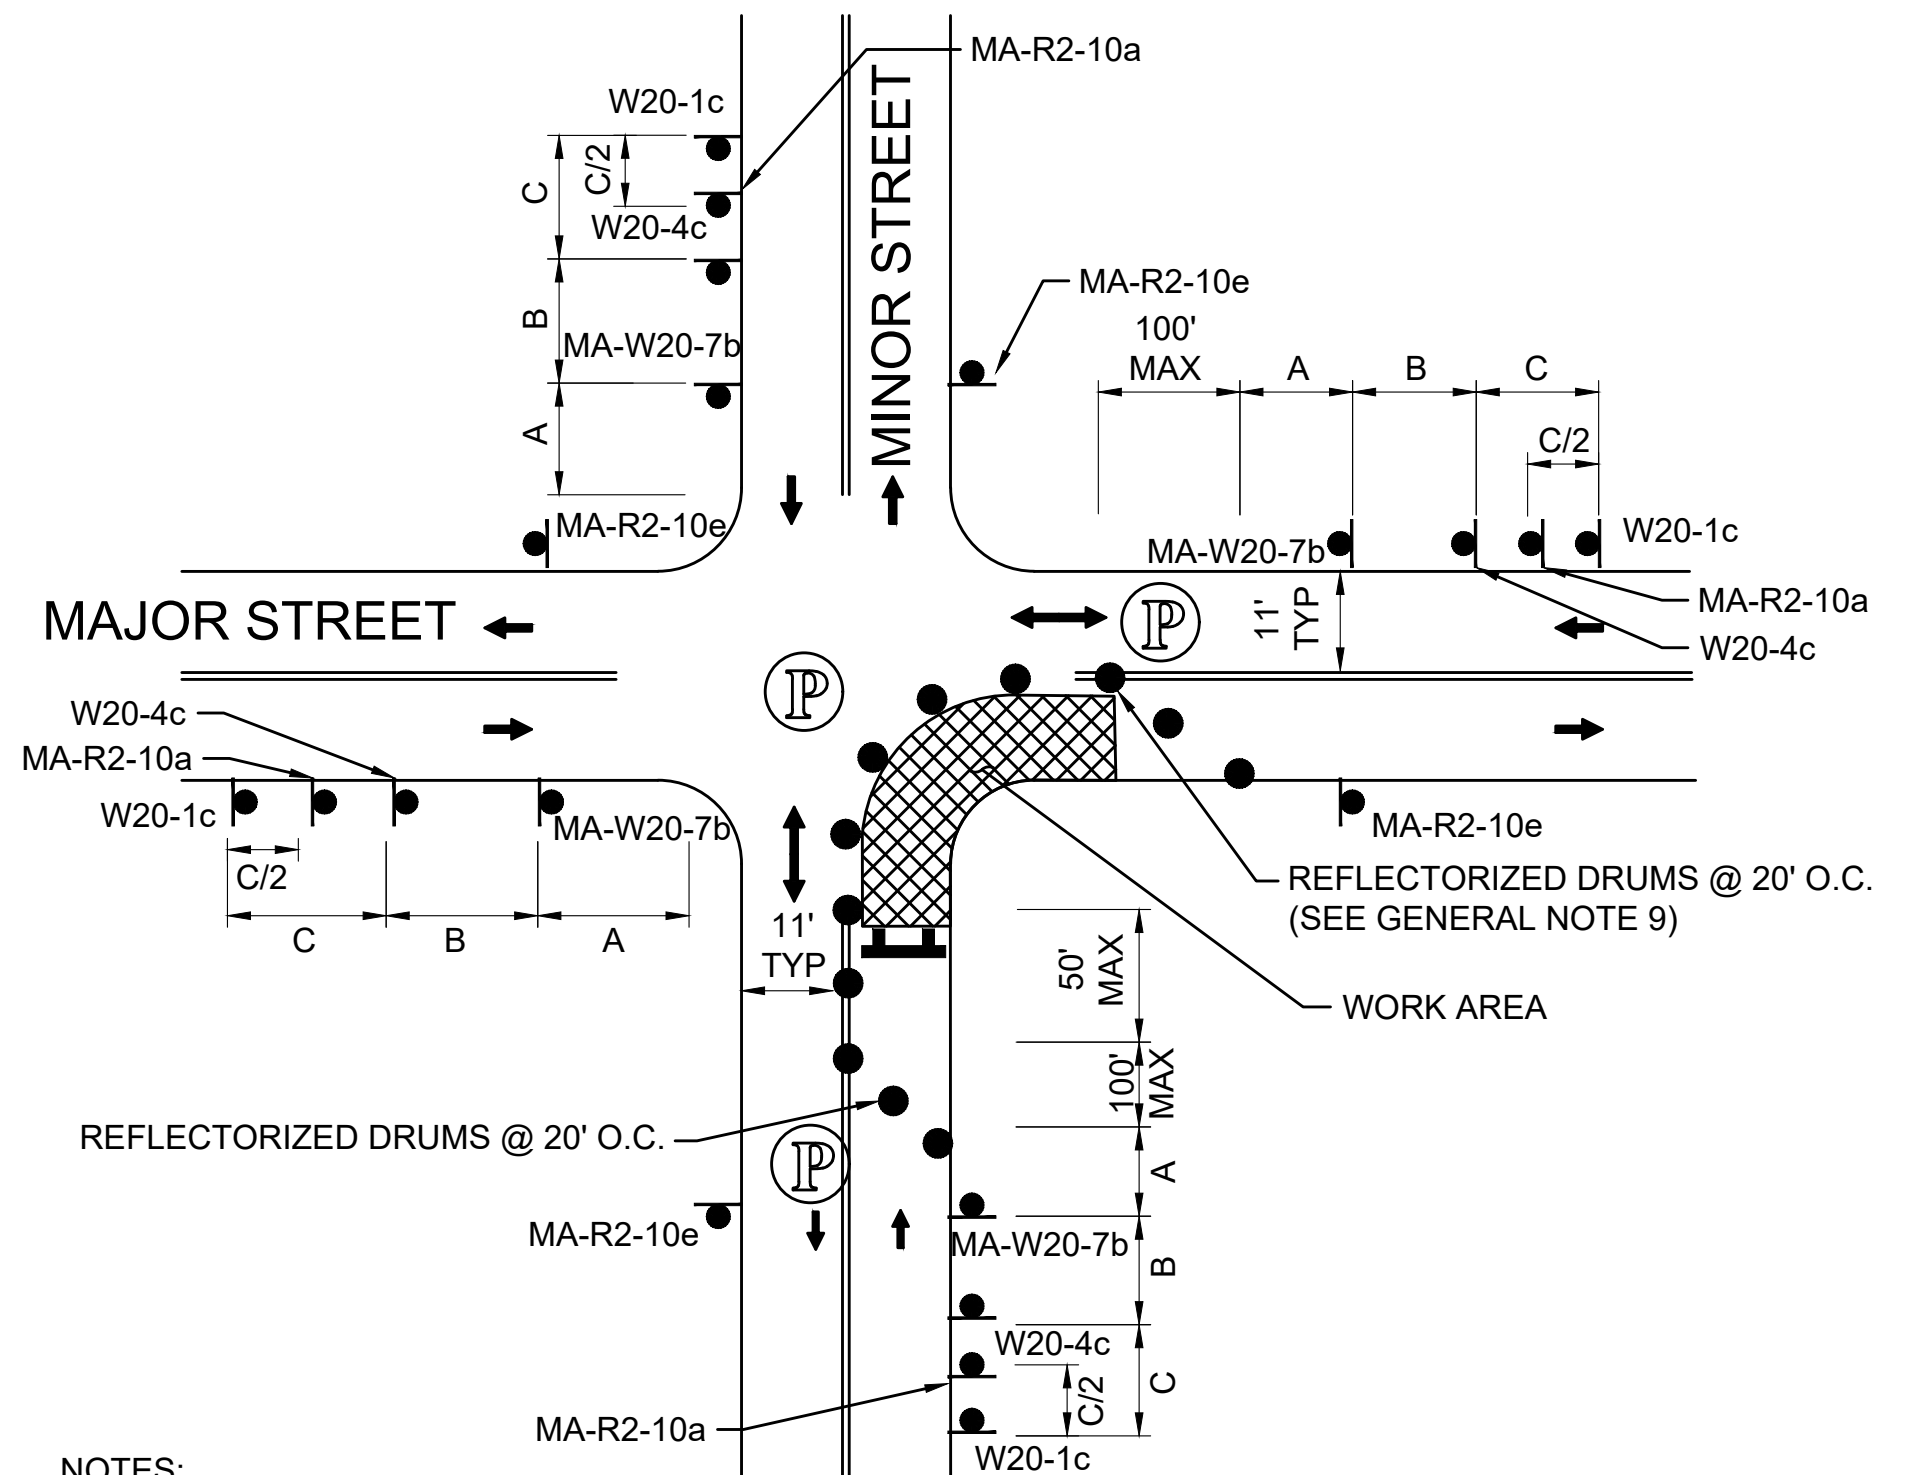 MA-R2-10a
W20-1c
C/2
C
W20-4c
MINOR STREET
MA-R2-10e
B
MA-W20-7b
100'
MAX
A
B
C
A
C/2
MA-R2-10e
W20-1c
MA-W20-7b
MAJOR STREET
P
11'
TYP
MA-R2-10a
W20-4c
P
W20-4c
MA-R2-10a
W20-1c
MA-W20-7b
MA-R2-10e
C/2
REFLECTORIZED DRUMS @ 20' O.C.
(SEE GENERAL NOTE 9)
C
B
A
11'
TYP
50'
MAX
WORK AREA
100'
MAX
REFLECTORIZED DRUMS @ 20' O.C.
P
A
MA-R2-10e
MA-W20-7b
B
W20-4c
C/2
C
MA-R2-10a
W20-1c
NOTES: